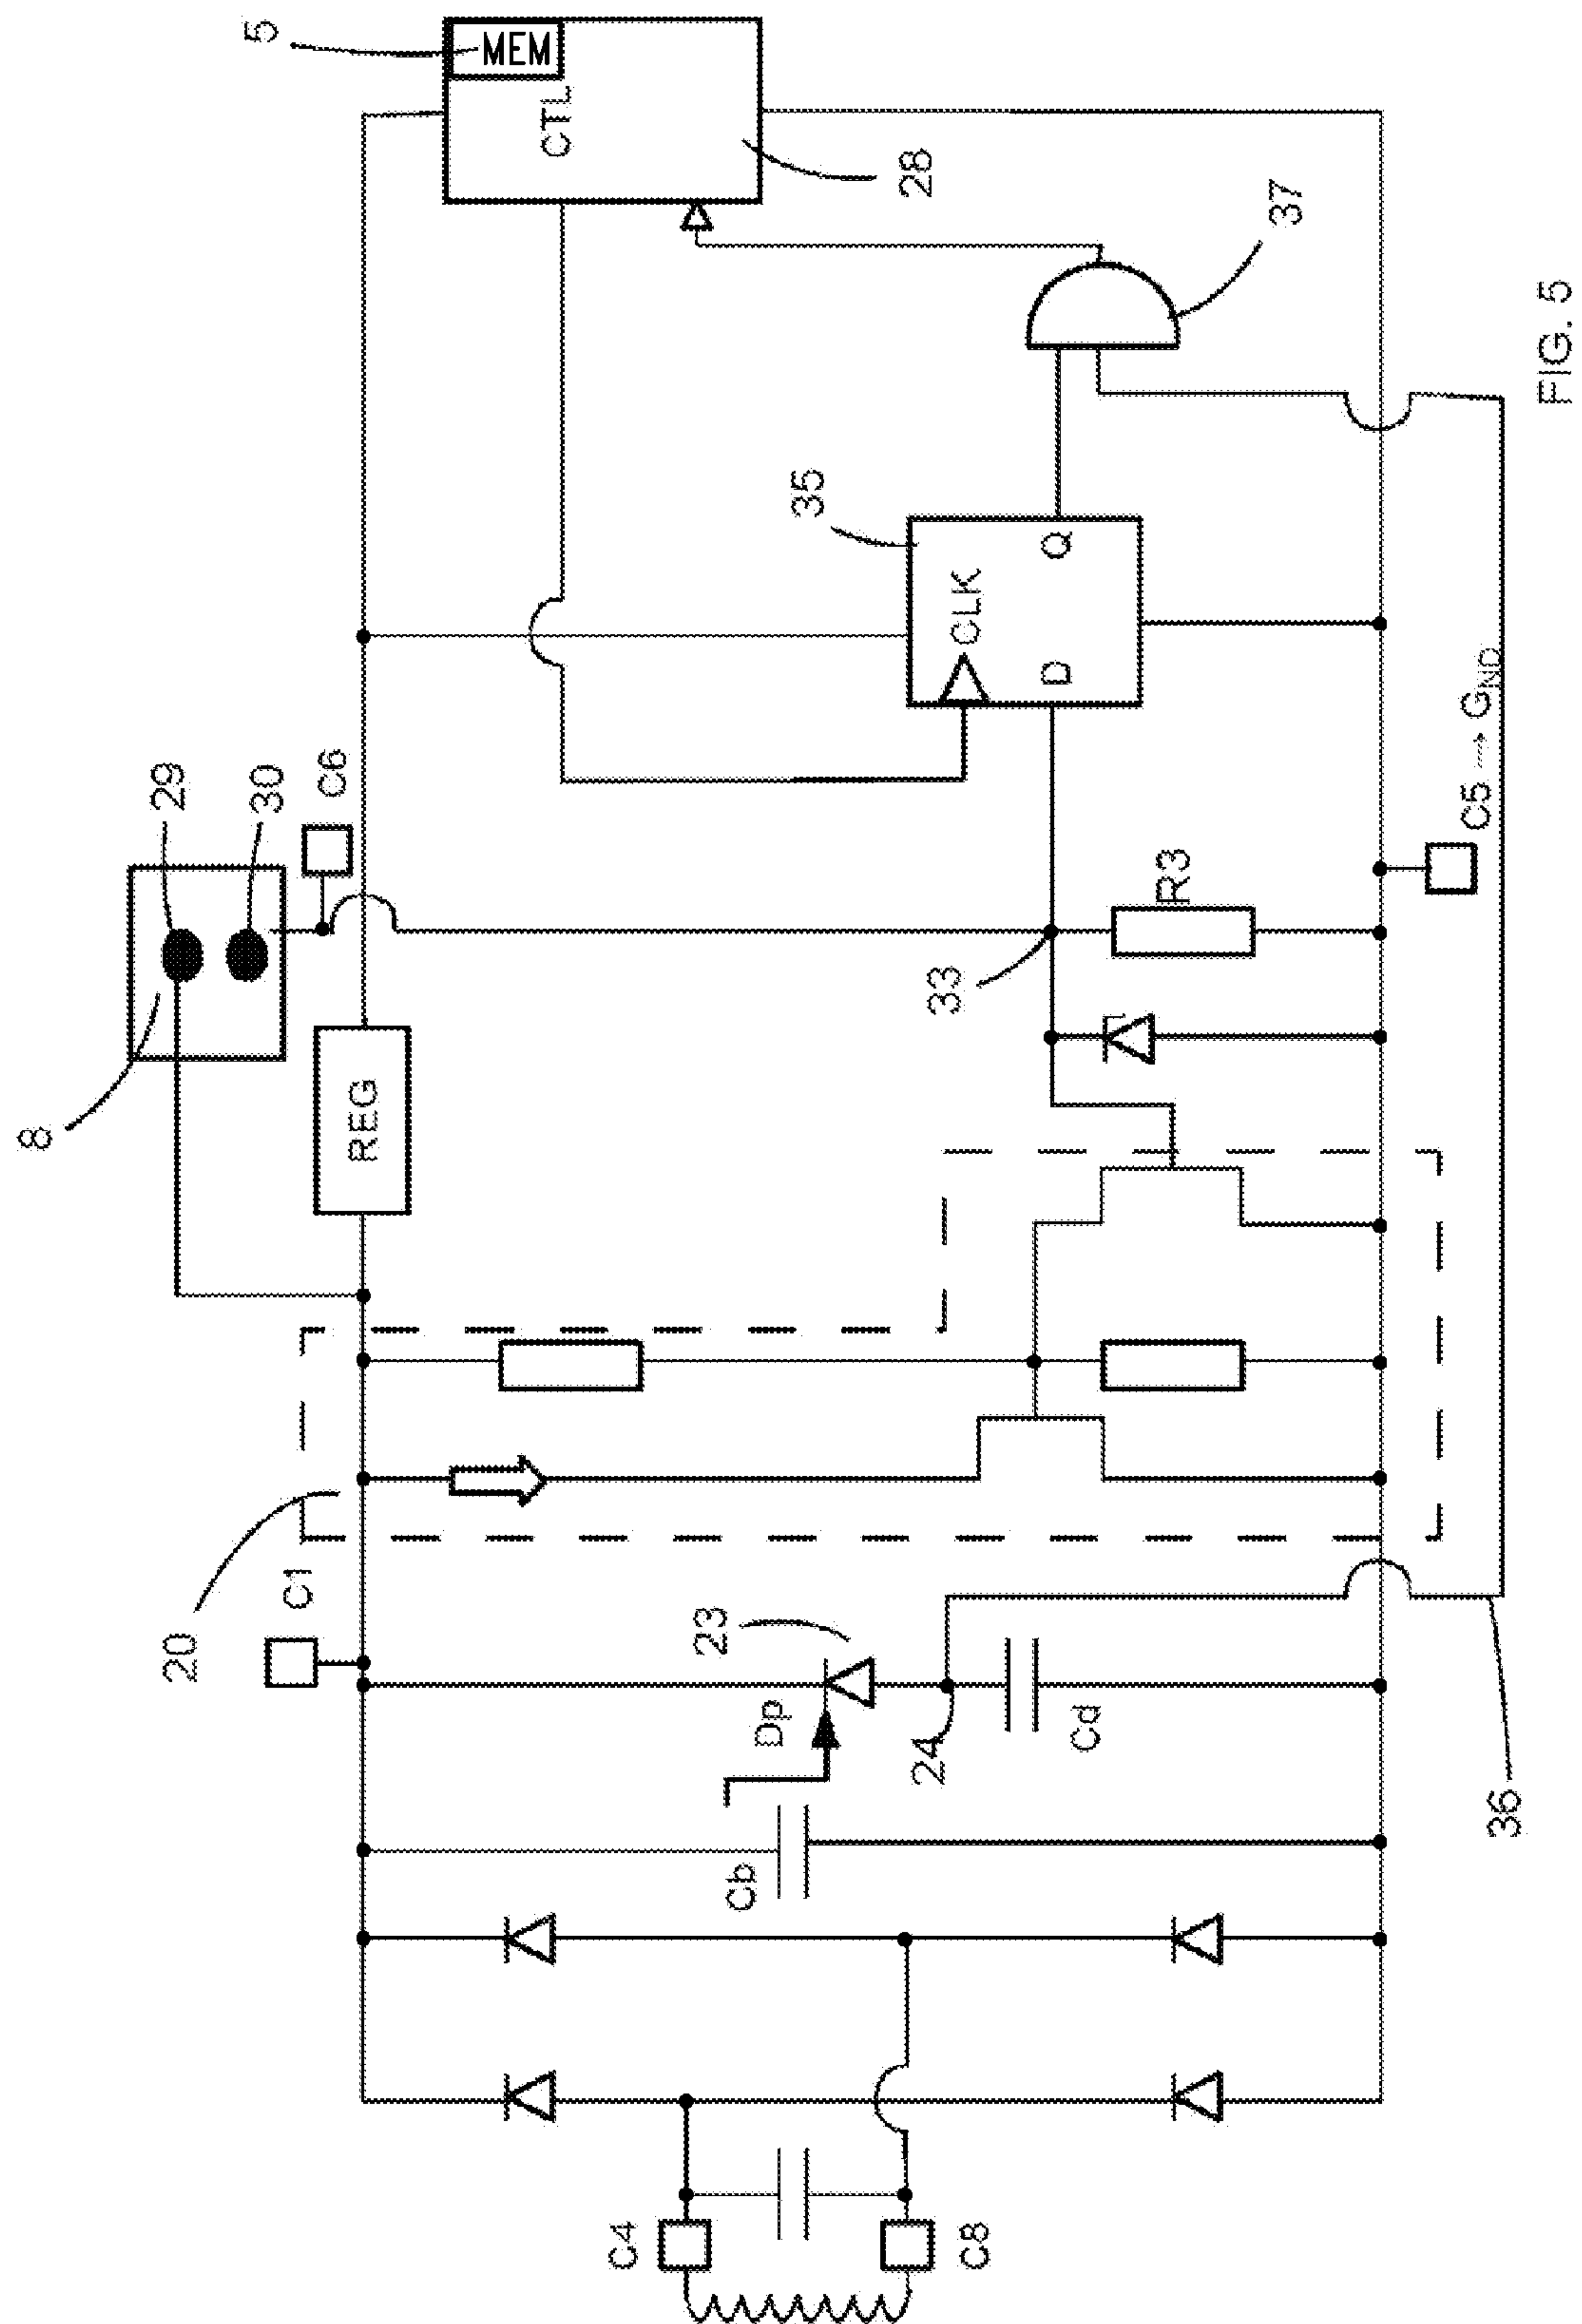 5
MEM
CTL
28
37
29
30
C6
8
REG
35
CLK
D
Q
33
R3
C5 → GND
20
C1
23
Dp
24
Cd
Cb
36
C4
C8
FIG. 5